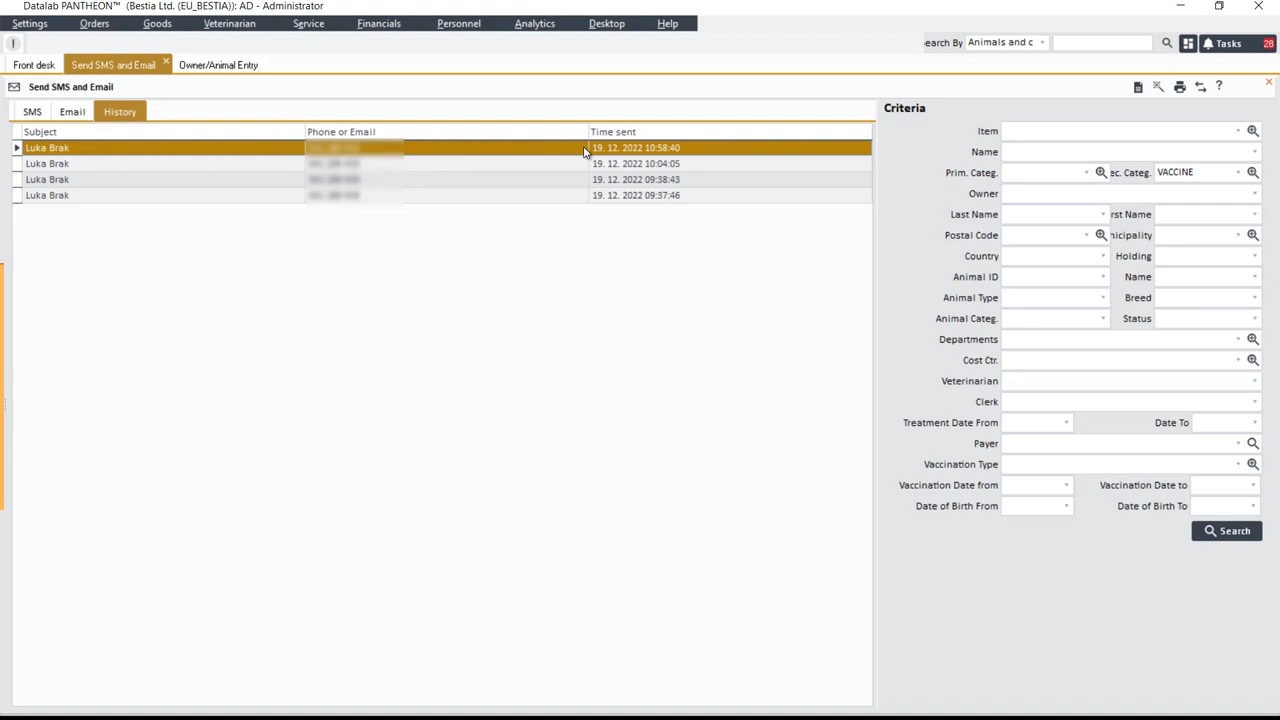 Datalab PANTHEON™ (Bestia Ltd. (EU_BESTIA)): AD - Administrator
Settings Orders Goods Veterinarian Service Financials Personnel Analytics Desktop Help
earch By Animals and c Tasks 28
Front desk Send SMS and Email Owner/Animal Entry
Send SMS and Email ?
SMS Email History
Subject Phone or Email Time sent
Luka Brak 19. 12. 2022 10:58:40
Luka Brak 19. 12. 2022 10:04:05
Luka Brak 19. 12. 2022 09:38:43
Luka Brak 19. 12. 2022 09:37:46
Criteria
Item
Name
Prim. Categ. ec. Categ. VACCINE
Owner
Last Name rst Name
Postal Code nicipality
Country Holding
Animal ID Name
Animal Type Breed
Animal Categ. Status
Departments
Cost Ctr.
Veterinarian
Clerk
Treatment Date From Date To
Payer
Vaccination Type
Vaccination Date from Vaccination Date to
Date of Birth From Date of Birth To
Search